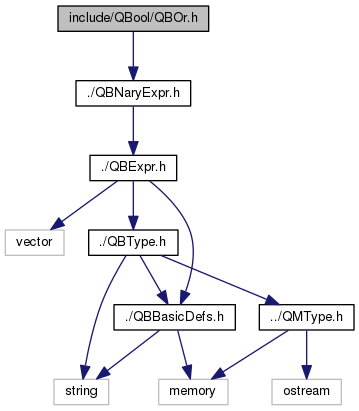 include/QBool/QBOr.h
./QBNaryExpr.h
./QBExpr.h
vector
./QBType.h
./QBBasicDefs.h
../QMType.h
string
memory
ostream